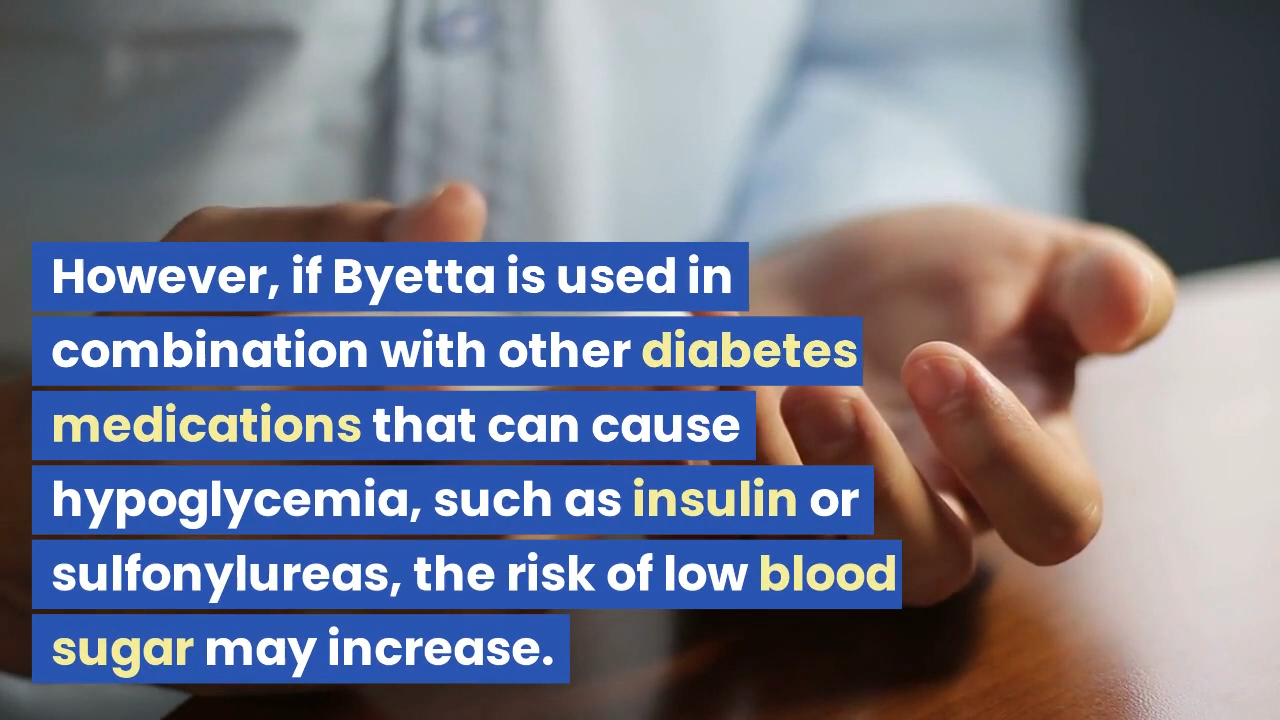 However, if Byetta is used in
combination with other diabetes
medications that can cause
hypoglycemia, such as insulin or
sulfonylureas, the risk of low blood
sugar may increase.